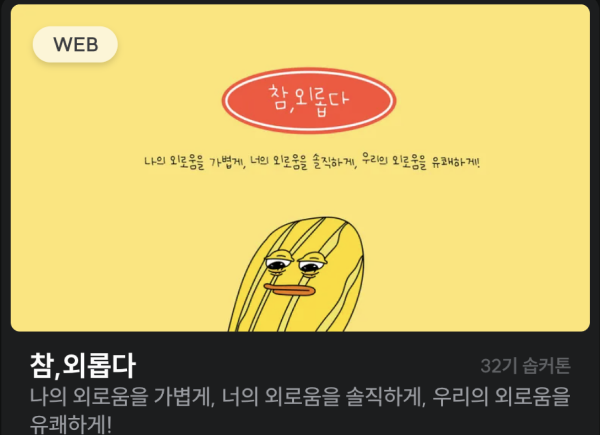 WEB
참,외롭다
나의 외로움을 가볍게, 너의 외로움을 솔직하게, 우리의 외로움을 유쾌하게!
참,외롭다
32기 솝커톤
나의 외로움을 가볍게, 너의 외로움을 솔직하게, 우리의 외로움을
유쾌하게!